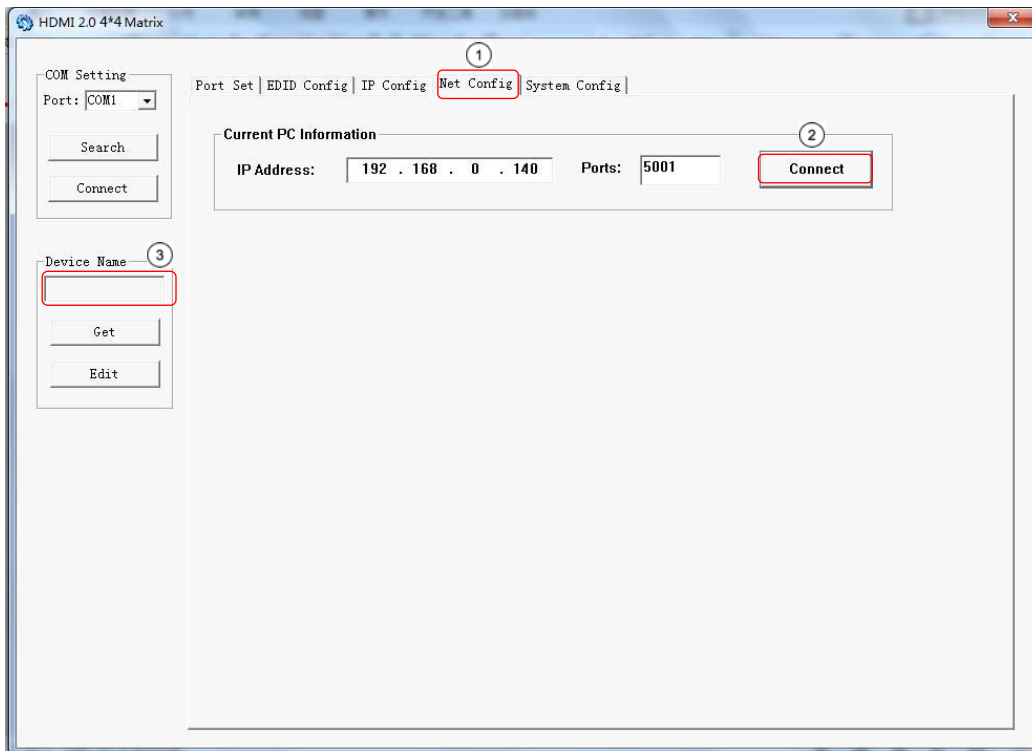 HDMI 2.0 4*4 Matrix
1
COM Setting
Port: COM1
Search
Connect
Port Set EDID Config IP Config Net Config System Config
Current PC Information
2
IP Address: 192 . 168 . 0 . 140 Ports: 5001 Connect
Device Name 3
Get
Edit